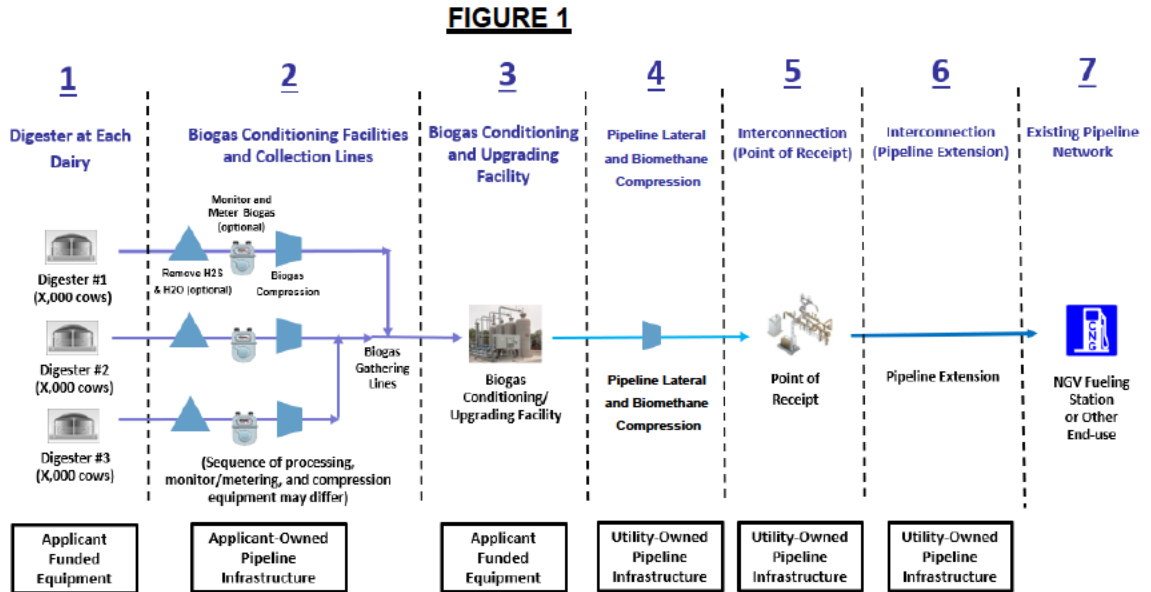 FIGURE 1
1
2
3
4
5
6
7
Digester at Each
Dairy
Biogas Conditioning Facilities
and Collection Lines
Biogas Conditioning
and Upgrading
Facility
Pipeline Lateral
and Biomethane
Compression
Interconnection
(Point of Receipt)
Interconnection
(Pipeline Extension)
Existing Pipeline
Network
Monitor and
Meter Biogas
(optional)
Digester #1
(X,000 cows)
Remove H2S
& H2O (optional)
Biogas
Compression
Digester #2
(X,000 cows)
Biogas
Gathering
Lines
Digester #3
(X,000 cows)
(Sequence of processing,
monitor/metering, and compression
equipment may differ)
Biogas
Conditioning/
Upgrading Facility
Pipeline Lateral
and Biomethane
Compression
Point of
Receipt
Pipeline Extension
CNG
NGV Fueling
Station
or Other
End-use
Applicant
Funded
Equipment
Applicant-Owned
Pipeline
Infrastructure
Applicant
Funded
Equipment
Utility-Owned
Pipeline
Infrastructure
Utility-Owned
Pipeline
Infrastructure
Utility-Owned
Pipeline
Infrastructure